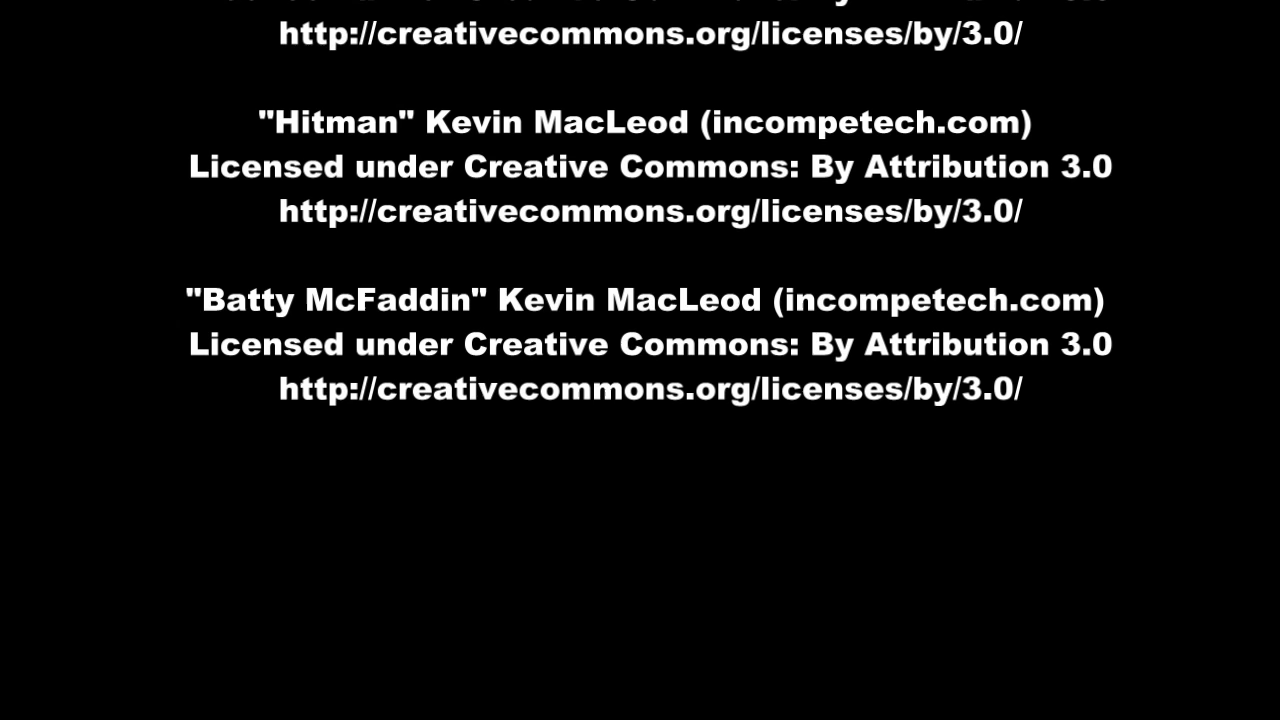 http://creativecommons.org/licenses/by/3.0/
"Hitman" Kevin MacLeod (incompetech.com)
Licensed under Creative Commons: By Attribution 3.0
http://creativecommons.org/licenses/by/3.0/
"Batty McFaddin" Kevin MacLeod (incompetech.com)
Licensed under Creative Commons: By Attribution 3.0
http://creativecommons.org/licenses/by/3.0/